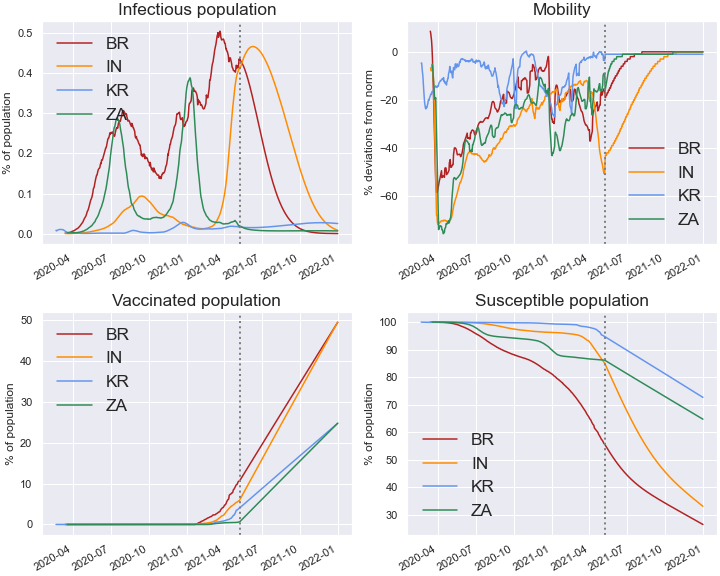 Infectious population
% of population
0.5
0.4
0.3
0.2
0.1
0.0
BR
IN
KR
ZA
2020-04
2020-07
2020-10
2021-01
2021-04
2021-07
2021-10
2022-01
Mobility
% deviations from norm
0
−20
−40
−60
BR
IN
KR
ZA
2020-04
2020-07
2020-10
2021-01
2021-04
2021-07
2021-10
2022-01
Vaccinated population
% of population
50
40
30
20
10
0
BR
IN
KR
ZA
2020-04
2020-07
2020-10
2021-01
2021-04
2021-07
2021-10
2022-01
Susceptible population
% of population
100
90
80
70
60
50
40
30
BR
IN
KR
ZA
2020-04
2020-07
2020-10
2021-01
2021-04
2021-07
2021-10
2022-01